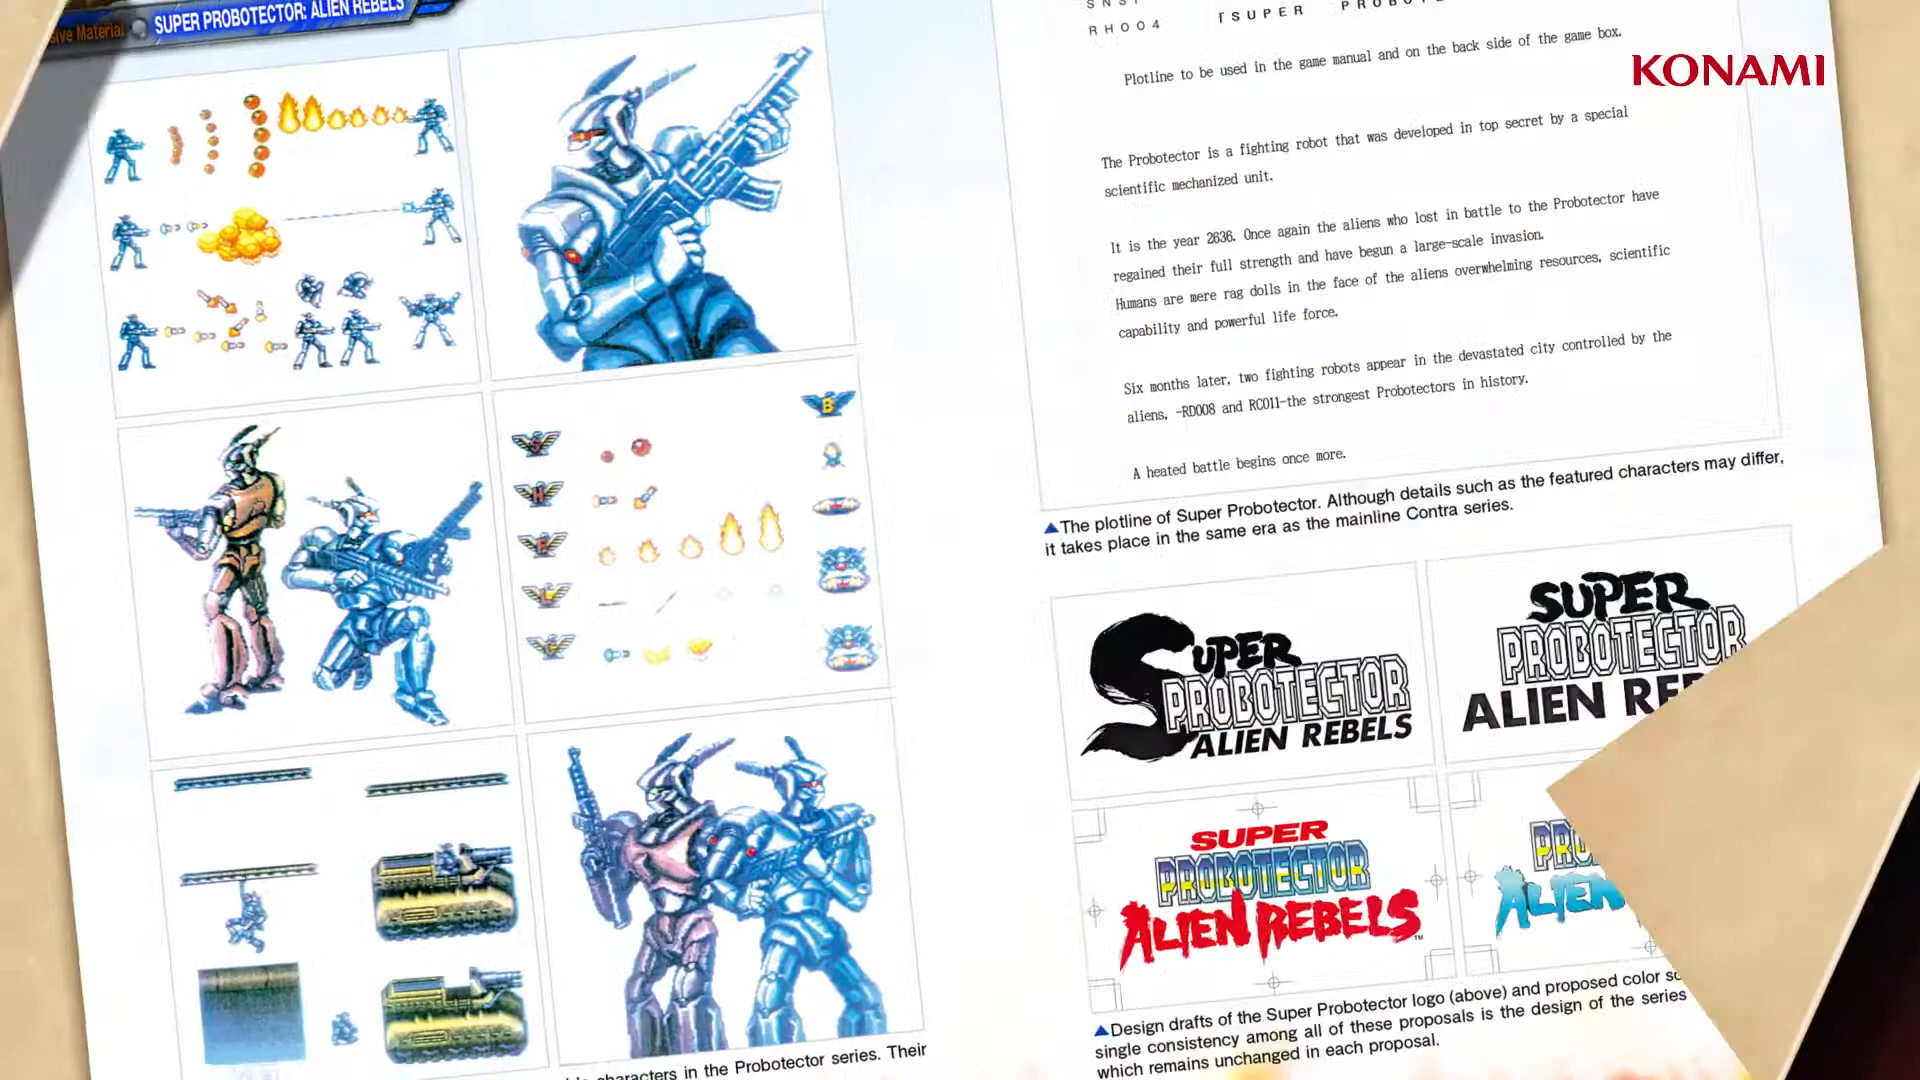 sive Material
SUPER PROBOTECTOR: ALIEN REBELS
KONAMI
RH004 「SUPER
Plotline to be used in the game manual and on the back side of the game box.
The Probotector is a fighting robot that was developed in top secret by a special
scientific mechanized unit.
It is the year 2636. Once again the aliens who lost in battle to the Probotector have
regained their full strength and have begun a large-scale invasion.
Humans are mere rag dolls in the face of the aliens overwhelming resources, scientific
capability and powerful life force.
Six months later, two fighting robots appear in the devastated city controlled by the
aliens. -RD008 and RC011-the strongest Probotectors in history.
A heated battle begins once more.
▲The plotline of Super Probotector. Although details such as the featured characters may differ,
it takes place in the same era as the mainline Contra series.
B
S
H
F
L
C
SUPER
PROBOTECTOR
ALIEN REBELS
SUPER
PROBOTECTOR
ALIEN REB
SUPER
PROBOTECTOR
ALIEN REBELS™
PRO
ALIEN
▲Design drafts of the Super Probotector logo (above) and proposed color sc
single consistency among all of these proposals is the design of the series
which remains unchanged in each proposal.
characters in the Probotector series. Their